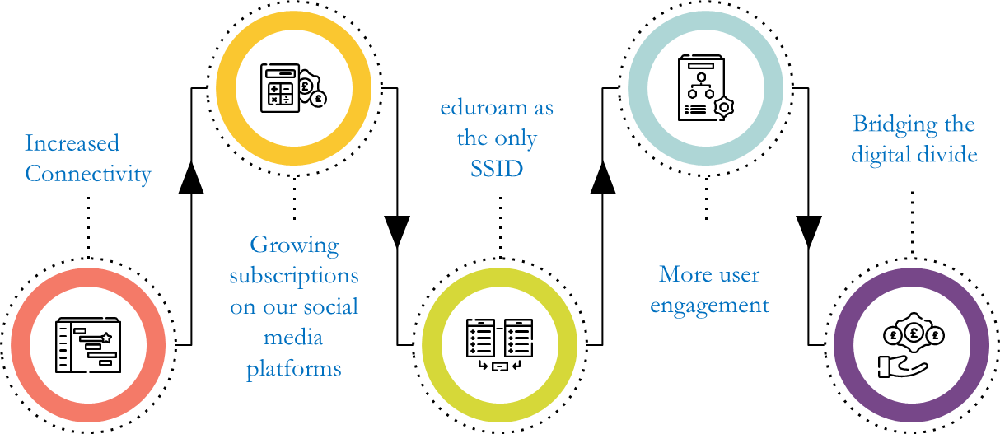 Increased
Connectivity
Growing
subscriptions
on our social
media
platforms
eduroam as
the only
SSID
More user
engagement
Bridging the
digital divide